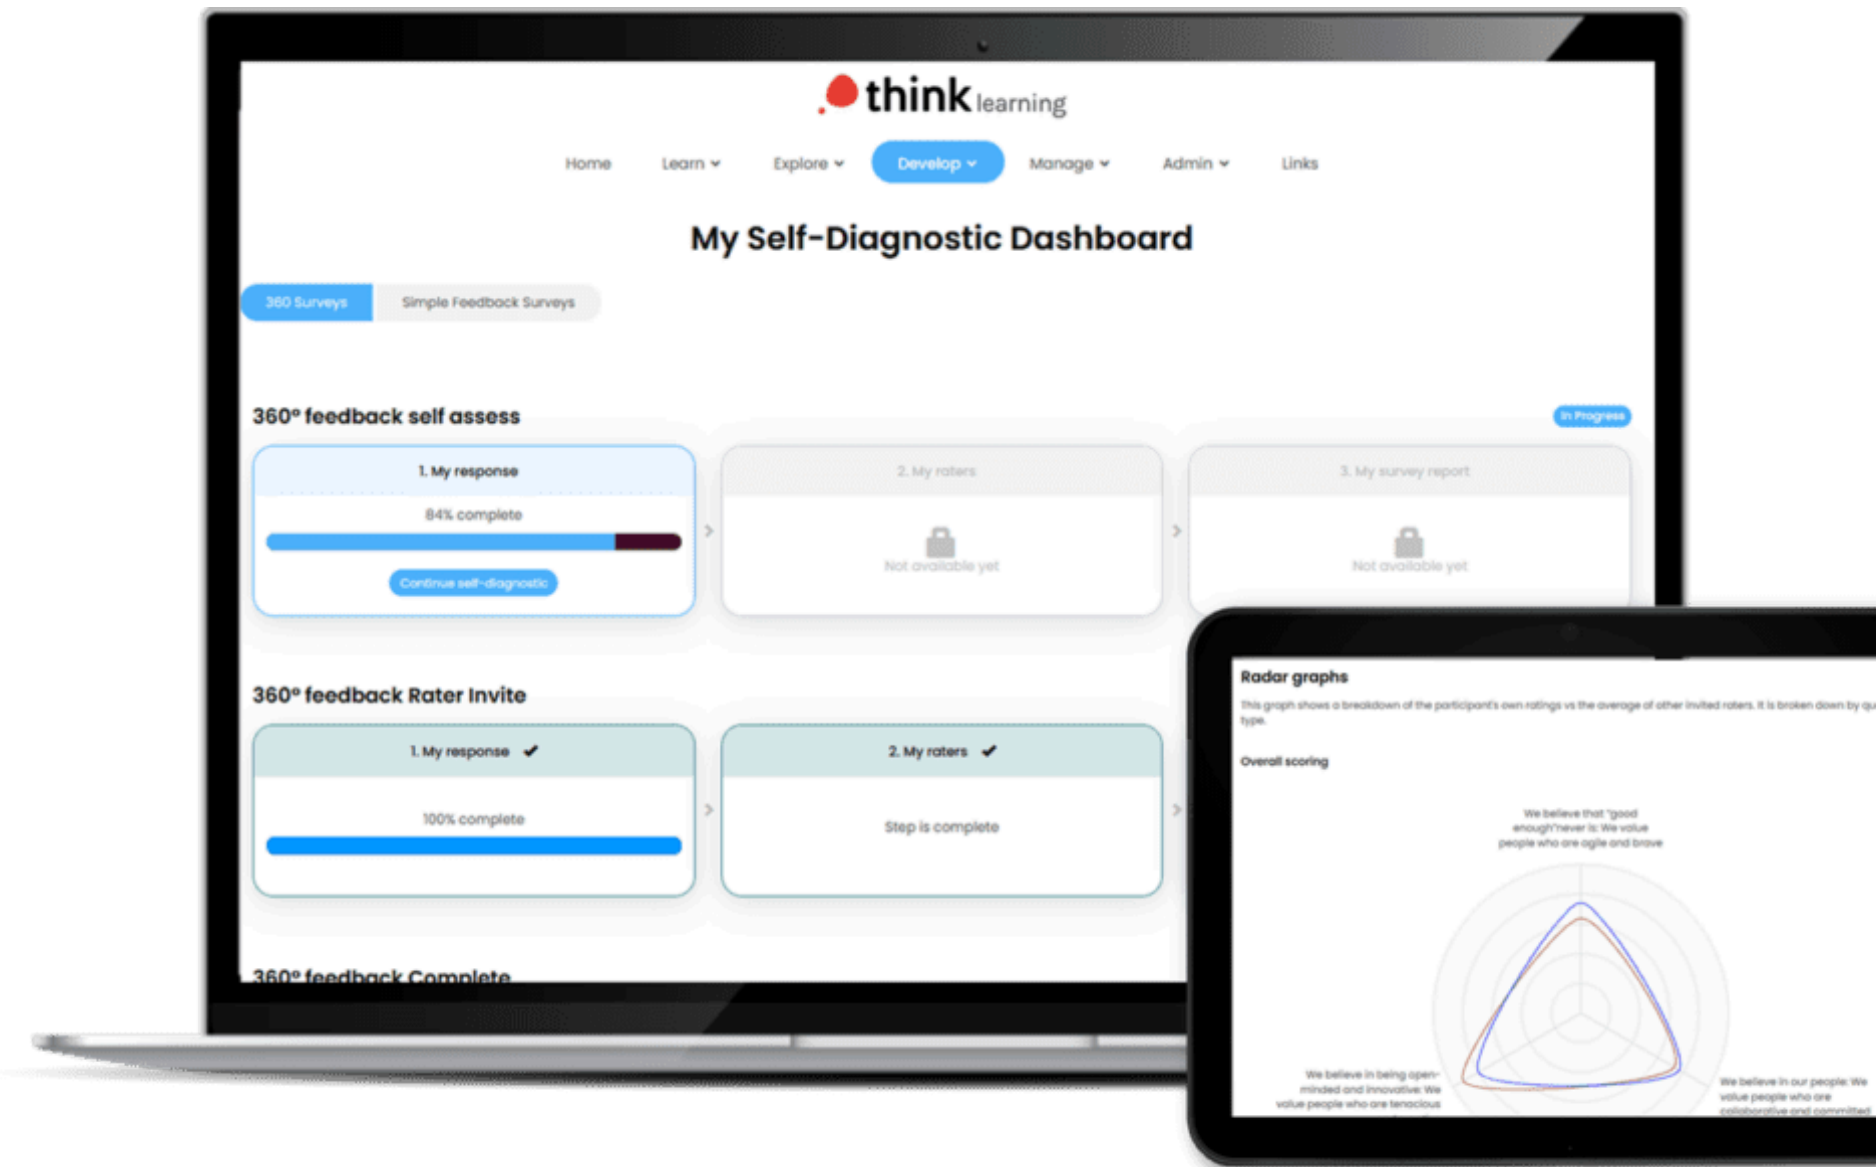 think learning
Home Learn Explore Develop Manage Admin Links
My Self-Diagnostic Dashboard
360 Surveys Simple Feedback Surveys
360° feedback self assess
In Progress
1. My response
84% complete
Continue self-diagnostic
2. My raters
Not available yet
3. My survey report
Not available yet
360° feedback Rater Invite
1. My response
100% complete
2. My raters
Step is complete
360° feedback Complete
Radar graphs
This graph shows a breakdown of the participant's own ratings vs the average of other invited raters. It is broken down by qu
type.
Overall scoring
We believe that "good
enough"never is: We value
people who are agile and brave
We believe in being open-
minded and innovative: We
value people who are tenacious
We believe in our people: We
value people who are
collaborative and committed